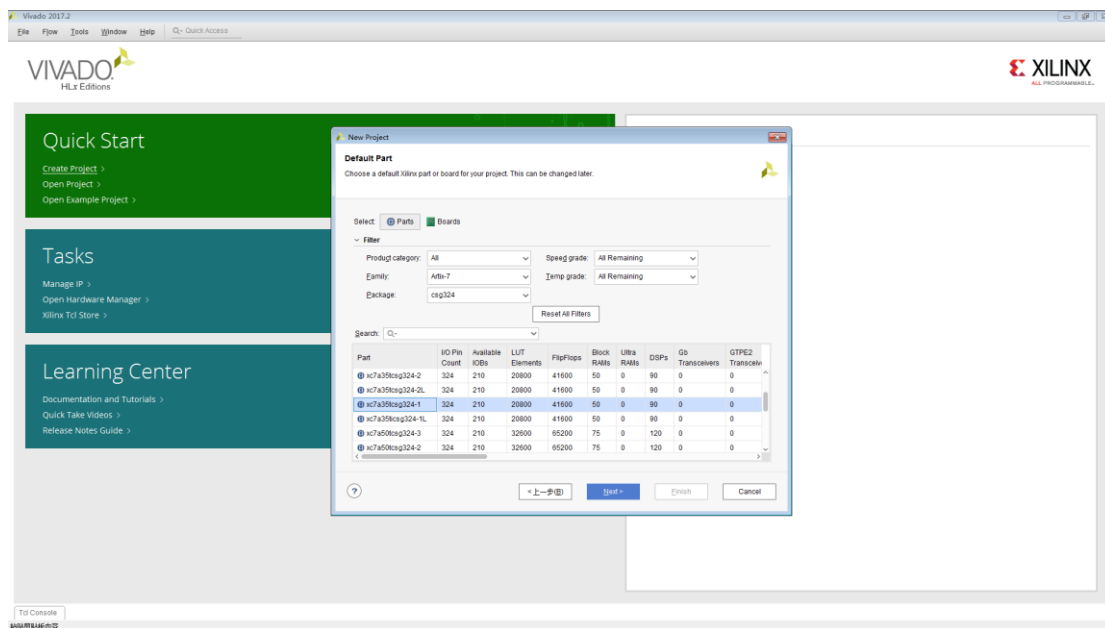 Vivado 2017.2
File Flow Tools Window Help Q- Quick Access
VIVADO
HLx Editions
XILINX
ALL PROGRAMMABLE.
Quick Start
Create Project >
Open Project >
Open Example Project >
Tasks
Manage IP >
Open Hardware Manager >
Xilinx Tcl Store >
Learning Center
Documentation and Tutorials >
Quick Take Videos >
Release Notes Guide >
New Project
Default Part
Choose a default Xilinx part or board for your project. This can be changed later.
Select: Parts Boards
Filter
Product category: All Speed grade: All Remaining
Family: Artix-7 Temp grade: All Remaining
Package: csg324
Reset All Filters
Search: Q-
Part I/O Pin Count Available IOBs LUT Elements FlipFlops Block RAMs Ultra RAMs DSPs Gb Transceivers GTPE2 Transceiv
xc7a35tcsg324-2 324 210 20800 41600 50 0 90 0 0
xc7a35tcsg324-2L 324 210 20800 41600 50 0 90 0 0
xc7a35tcsg324-1 324 210 20800 41600 50 0 90 0 0
xc7a35ticsg324-1L 324 210 20800 41600 50 0 90 0 0
xc7a50tcsg324-3 324 210 32600 65200 75 0 120 0 0
xc7a50tcsg324-2 324 210 32600 65200 75 0 120 0 0
? <上一步(B) Next > Finish Cancel
Tcl Console